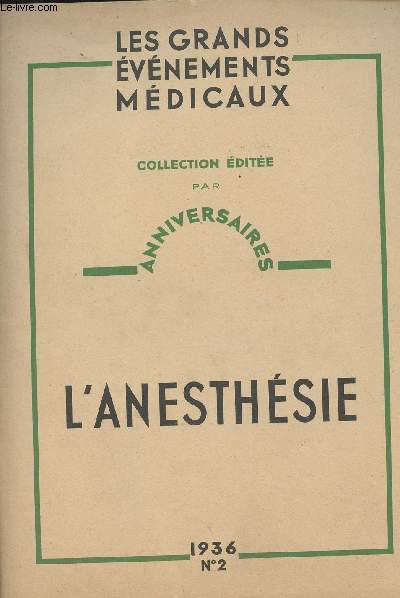 Le-livre.com
LES GRANDS
ÉVÉNEMENTS
MÉDICAUX
COLLECTION ÉDITÉE
PAR
ANNIVERSAIRES
L'ANESTHÉSIE
1936
N°2